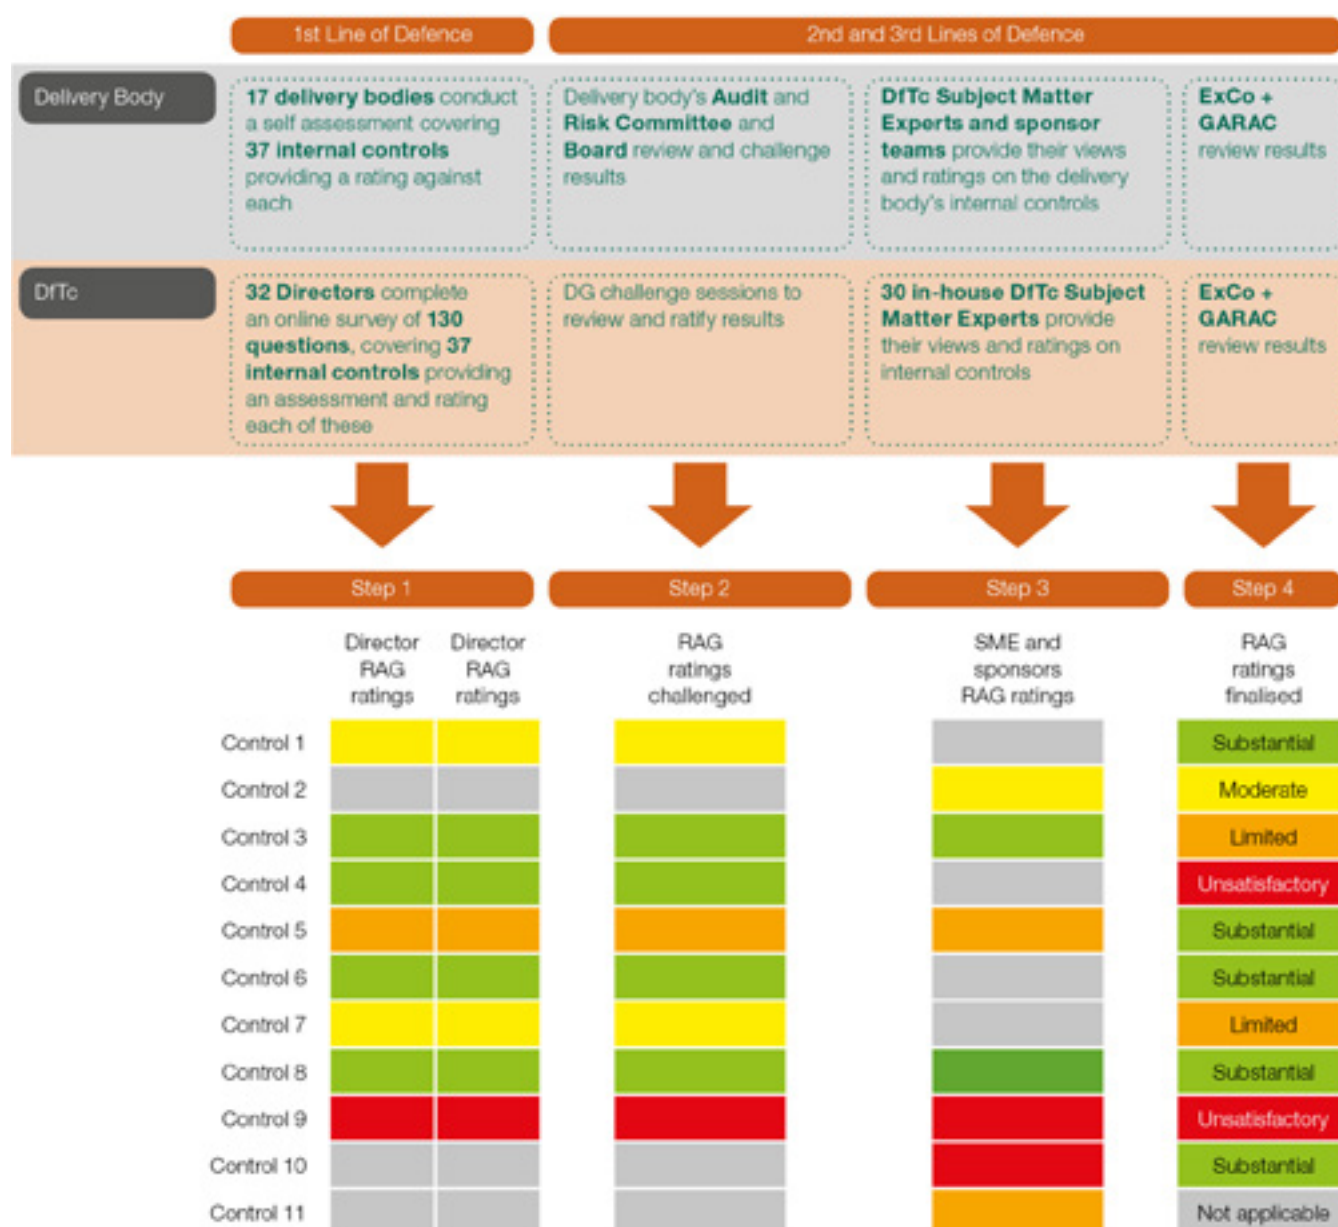 1st Line of Defence
2nd and 3rd Lines of Defence
Delivery Body
17 delivery bodies conduct
a self assessment covering
37 internal controls
providing a rating against
each
Delivery body's Audit and
Risk Committee and
Board review and challenge
results
DfTc Subject Matter
Experts and sponsor
teams provide their views
and ratings on the delivery
body's internal controls
ExCo +
GARAC
review results
DfTc
32 Directors complete
an online survey of 130
questions, covering 37
internal controls providing
an assessment and rating
each of these
DG challenge sessions to
review and ratify results
30 in-house DfTc Subject
Matter Experts provide
their views and ratings on
internal controls
ExCo +
GARAC
review results
Step 1
Step 2
Step 3
Step 4
Director
RAG
ratings
Director
RAG
ratings
RAG
ratings
challenged
SME and
sponsors
RAG ratings
RAG
ratings
finalised
Control 1
Substantial
Control 2
Moderate
Control 3
Limited
Control 4
Unsatisfactory
Control 5
Substantial
Control 6
Substantial
Control 7
Limited
Control 8
Substantial
Control 9
Unsatisfactory
Control 10
Substantial
Control 11
Not applicable